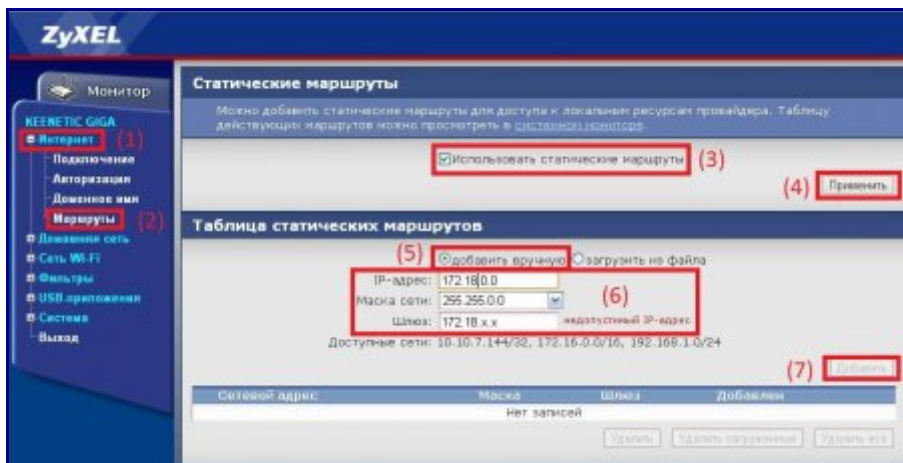 ZyXEL
Монитор
KEENETIC GIGA
Интернет (1)
Подключение
Авторизация
Доменное имя
Маршруты (2)
Домашняя сеть
Сеть Wi-Fi
Фильтры
USB-приложения
Система
Выход
Статические маршруты
Можно добавить статические маршруты для доступа к локальным ресурсам провайдера. Таблицу
действующих маршрутов можно просмотреть в системном мониторе.
Использовать статические маршруты (3)
(4) Применить
Таблица статических маршрутов
(5) добавить вручную загрузить из файла
IP-адрес: 172.18.0.0
Маска сети: 255.255.0.0 (6)
Шлюз: 172.18.x.x недопустимый IP-адрес
Доступные сети: 10.10.7.144/32, 172.16.0.0/16, 192.168.1.0/24
(7) Добавить
Сетевой адрес Маска Шлюз Добавлен
Нет записей
Удалить Удалить загруженные Удалить все